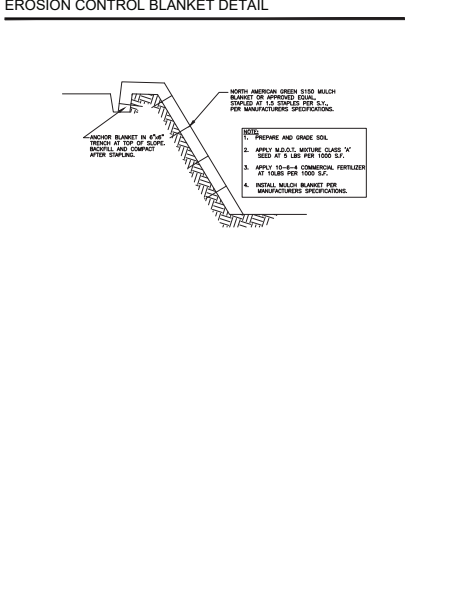 EROSION CONTROL BLANKET DETAIL
NORTH AMERICAN GREEN S150 MULCH
BLANKET OR APPROVED EQUAL,
STAPLED AT 1.5 STAPLES PER S.Y.,
PER MANUFACTURERS SPECIFICATIONS.
ANCHOR BLANKET IN 6"x6"
TRENCH AT TOP OF SLOPE.
BACKFILL AND COMPACT
AFTER STAPLING.
NOTE:
1. PREPARE AND GRADE SOIL
2. APPLY M.D.O.T. MIXTURE CLASS 'A'
SEED AT 5 LBS PER 1000 S.F.
3. APPLY 10-6-4 COMMERCIAL FERTILIZER
AT 10LBS PER 1000 S.F.
4. INSTALL MULCH BLANKET PER
MANUFACTURERS SPECIFICATIONS.